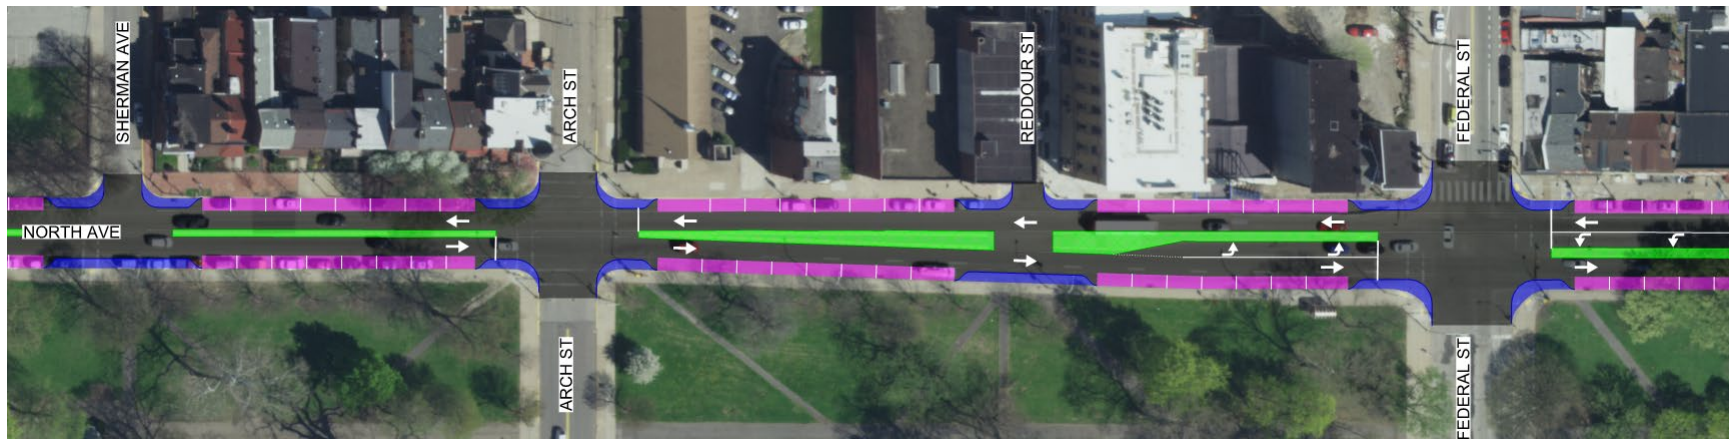 SHERMAN AVE
ARCH ST
REDDOUR ST
FEDERAL ST
NORTH AVE
ARCH ST
FEDERAL ST